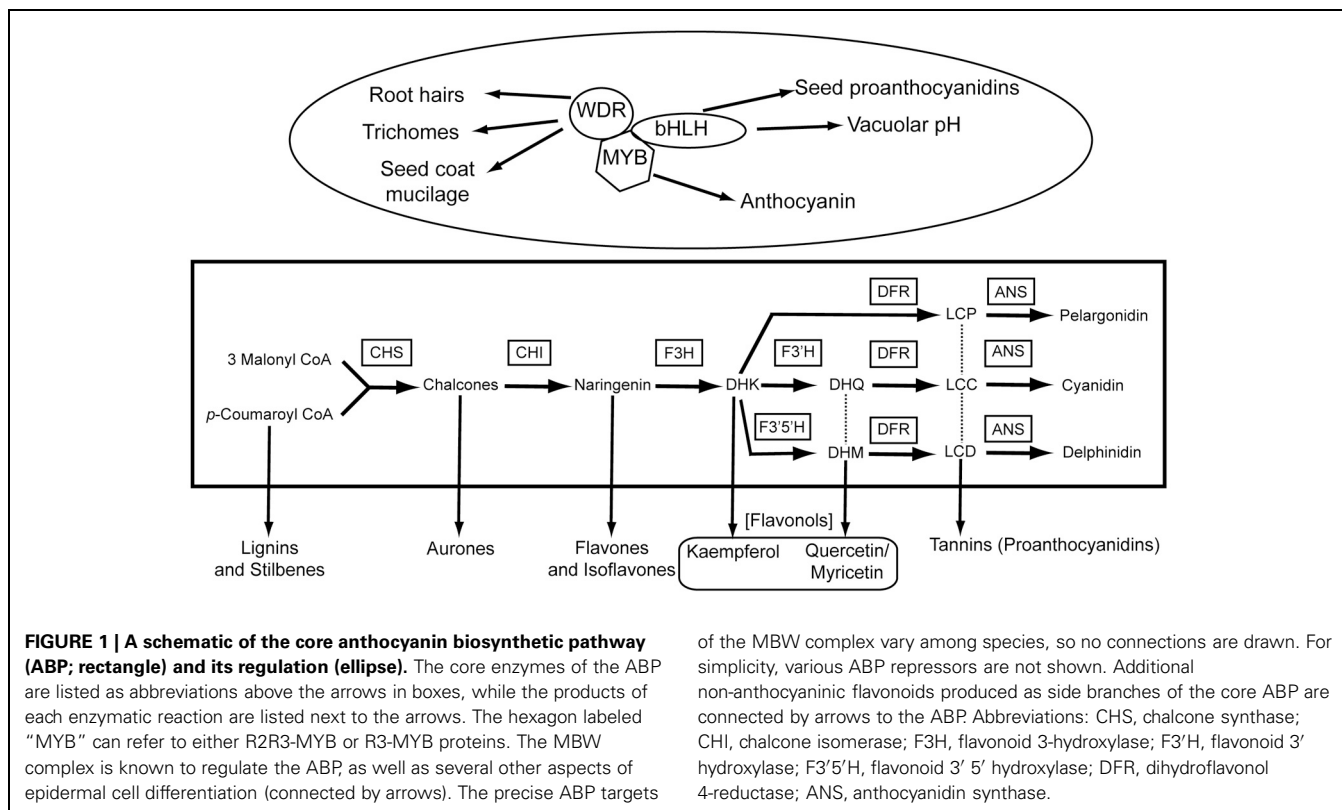 Root hairs
Trichomes
Seed coat
mucilage
WDR
bHLH
MYB
Seed proanthocyanidins
Vacuolar pH
Anthocyanin
DFR
ANS
LCP
Pelargonidin
3 Malonyl CoA
p-Coumaroyl CoA
CHS
Chalcones
CHI
Naringenin
F3H
DHK
F3'H
DHQ
DFR
LCC
ANS
Cyanidin
F3'5'H
DHM
DFR
LCD
ANS
Delphinidin
Lignins
and Stilbenes
Aurones
Flavones
and Isoflavones
[Flavonols]
Kaempferol
Quercetin/
Myricetin
Tannins (Proanthocyanidins)
FIGURE 1 | A schematic of the core anthocyanin biosynthetic pathway
(ABP; rectangle) and its regulation (ellipse). The core enzymes of the ABP
are listed as abbreviations above the arrows in boxes, while the products of
each enzymatic reaction are listed next to the arrows. The hexagon labeled
“MYB” can refer to either R2R3-MYB or R3-MYB proteins. The MBW
complex is known to regulate the ABP, as well as several other aspects of
epidermal cell differentiation (connected by arrows). The precise ABP targets
of the MBW complex vary among species, so no connections are drawn. For
simplicity, various ABP repressors are not shown. Additional
non-anthocyaninic flavonoids produced as side branches of the core ABP are
connected by arrows to the ABP. Abbreviations: CHS, chalcone synthase;
CHI, chalcone isomerase; F3H, flavonoid 3-hydroxylase; F3′H, flavonoid 3′
hydroxylase; F3′5′H, flavonoid 3′ 5′ hydroxylase; DFR, dihydroflavonol
4-reductase; ANS, anthocyanidin synthase.